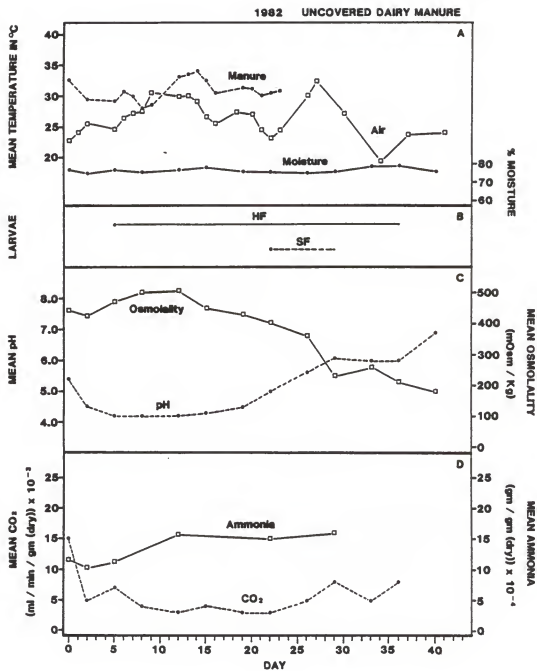 1982 UNCOVERED DAIRY MANURE
A
MEAN TEMPERATURE IN °C
40
35
30
25
20
Manure
Air
Moisture
80
70
60
% MOISTURE
B
LARVAE
HF
SF
C
MEAN pH
8.0
7.0
6.0
5.0
4.0
Osmolality
pH
500
400
300
200
100
0
MEAN OSMOLALITY
(mOsm / Kg)
D
MEAN CO₂
(ml / min / gm (dry)) x 10⁻³
25
20
15
10
5
0
Ammonia
CO₂
25
20
15
10
5
0
MEAN AMMONIA
(gm / gm (dry)) x 10⁻⁴
0 5 10 15 20 25 30 35 40
DAY